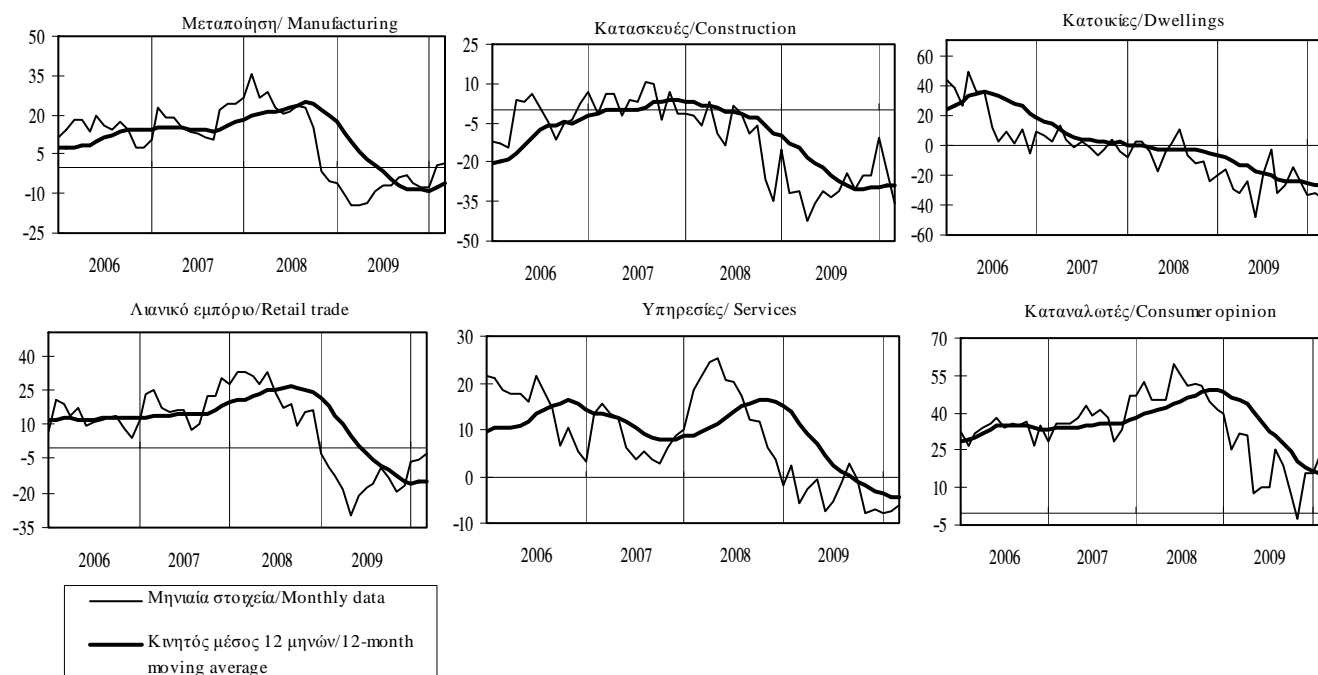 Μεταποίηση/ Manufacturing
50
35
20
5
-10
-25
2006 2007 2008 2009
Κατασκευές/Construction
25
10
-5
-20
-35
-50
2006 2007 2008 2009
Κατοικίες/Dwellings
60
40
20
0
-20
-40
-60
2006 2007 2008 2009
Λιανικό εμπόριο/Retail trade
40
25
10
-5
-20
-35
2006 2007 2008 2009
Υπηρεσίες/ Services
30
20
10
0
-10
2006 2007 2008 2009
Καταναλωτές/Consumer opinion
70
55
40
25
10
-5
2006 2007 2008 2009
Μηνιαία στοιχεία/Monthly data
Κινητός μέσος 12 μηνών/12-month
moving average